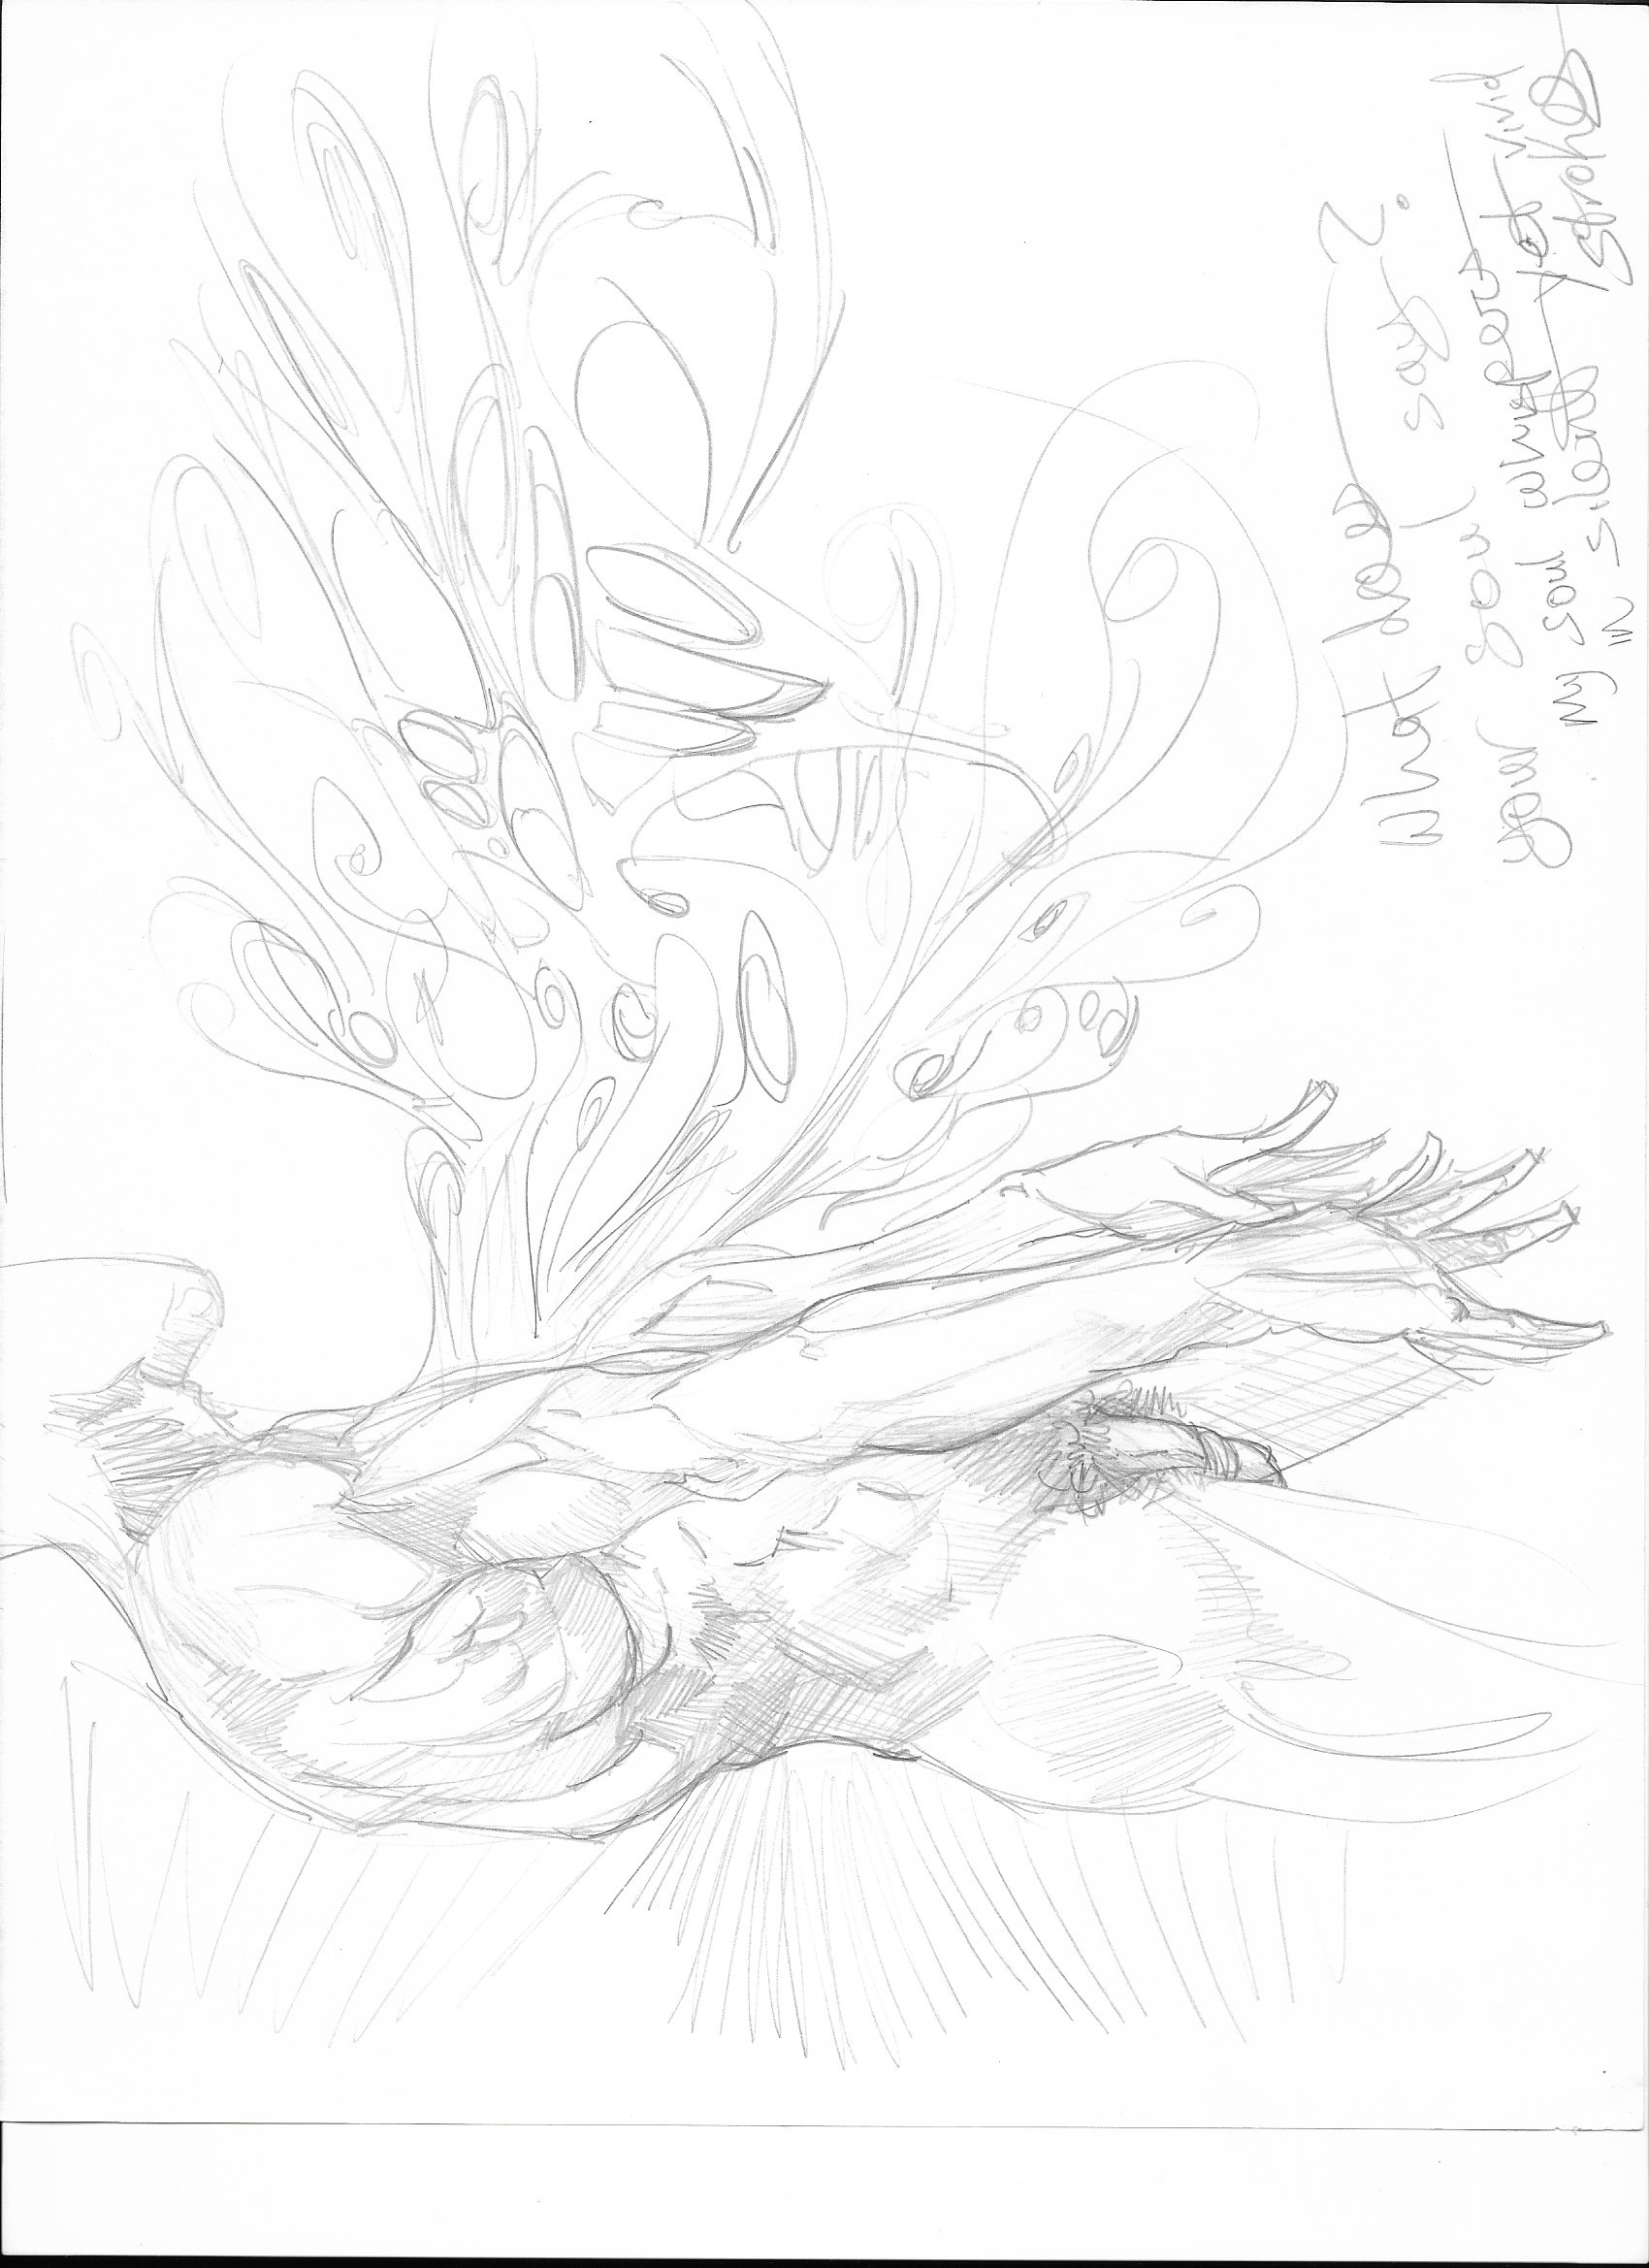 What does
your soul say?
My soul whispers
in silent yet vivid
strokes